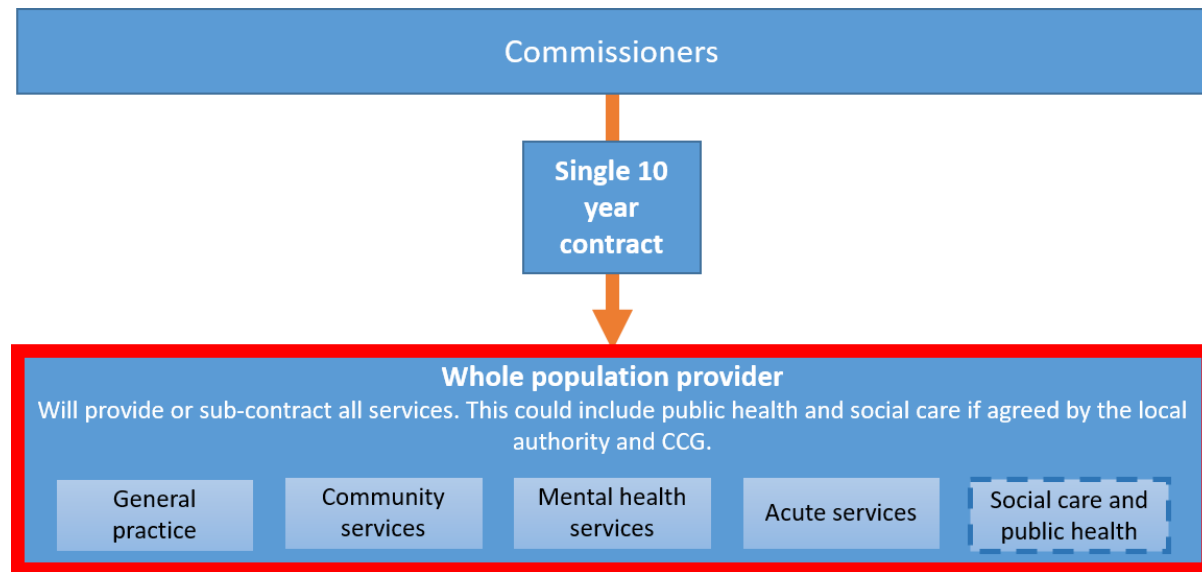 Commissioners
Single 10
year
contract
Whole population provider
Will provide or sub-contract all services. This could include public health and social care if agreed by the local
authority and CCG.
General
practice
Community
services
Mental health
services
Acute services
Social care and
public health